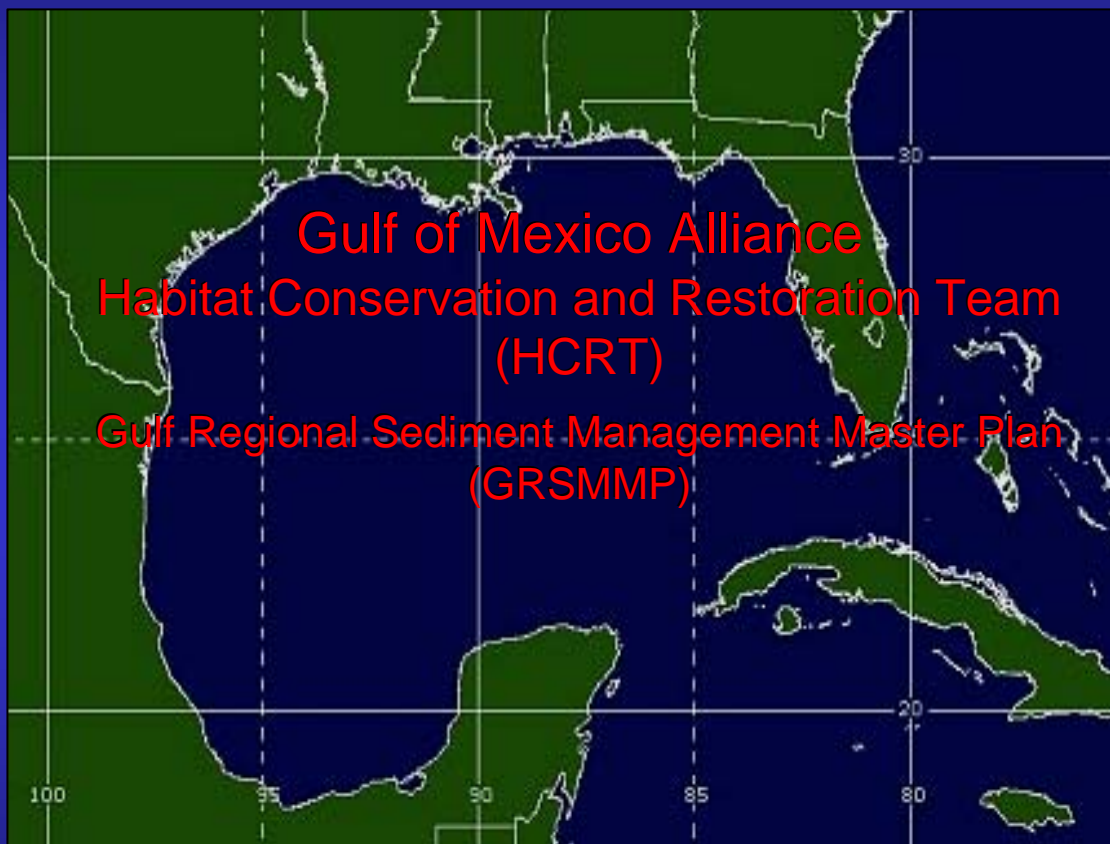 30
Gulf of Mexico Alliance
Habitat Conservation and Restoration Team
(HCRT)
Gulf Regional Sediment Management Master Plan
(GRSMMP)
20
100 95 90 85 80